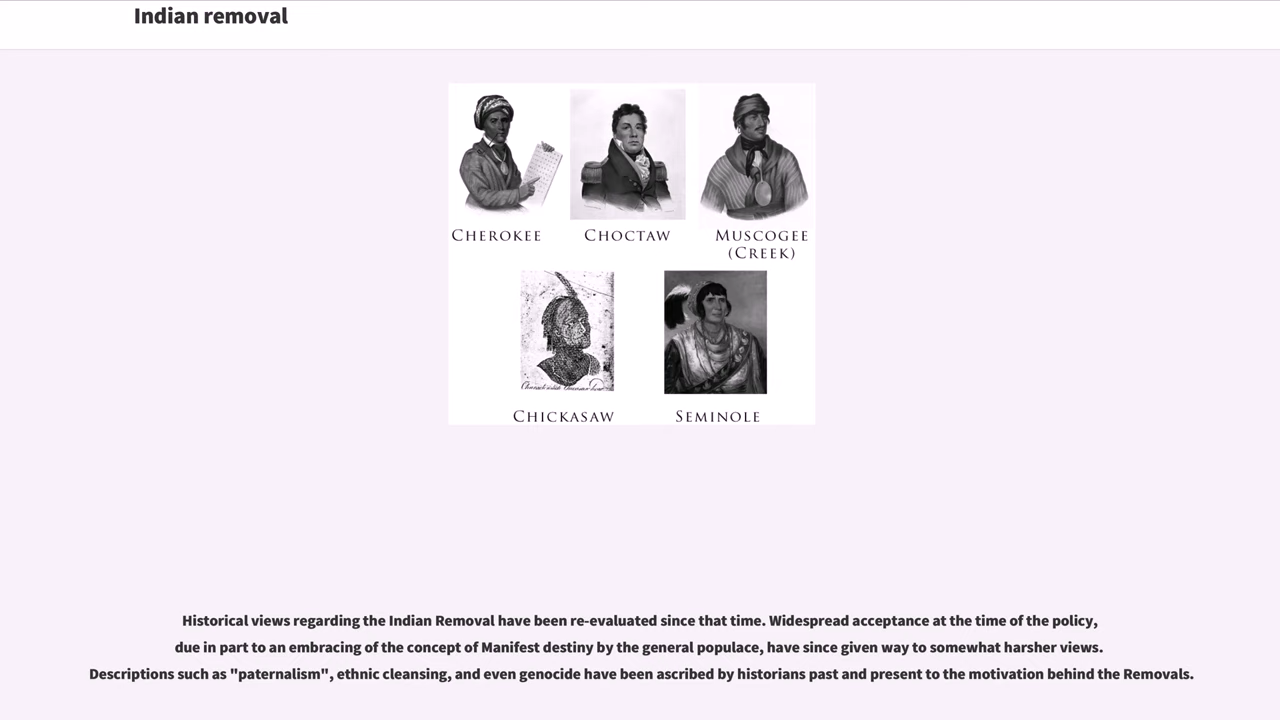 Indian removal
CHEROKEE
CHOCTAW
MUSCOGEE
(CREEK)
CHICKASAW
SEMINOLE
Historical views regarding the Indian Removal have been re-evaluated since that time. Widespread acceptance at the time of the policy,
due in part to an embracing of the concept of Manifest destiny by the general populace, have since given way to somewhat harsher views.
Descriptions such as "paternalism", ethnic cleansing, and even genocide have been ascribed by historians past and present to the motivation behind the Removals.